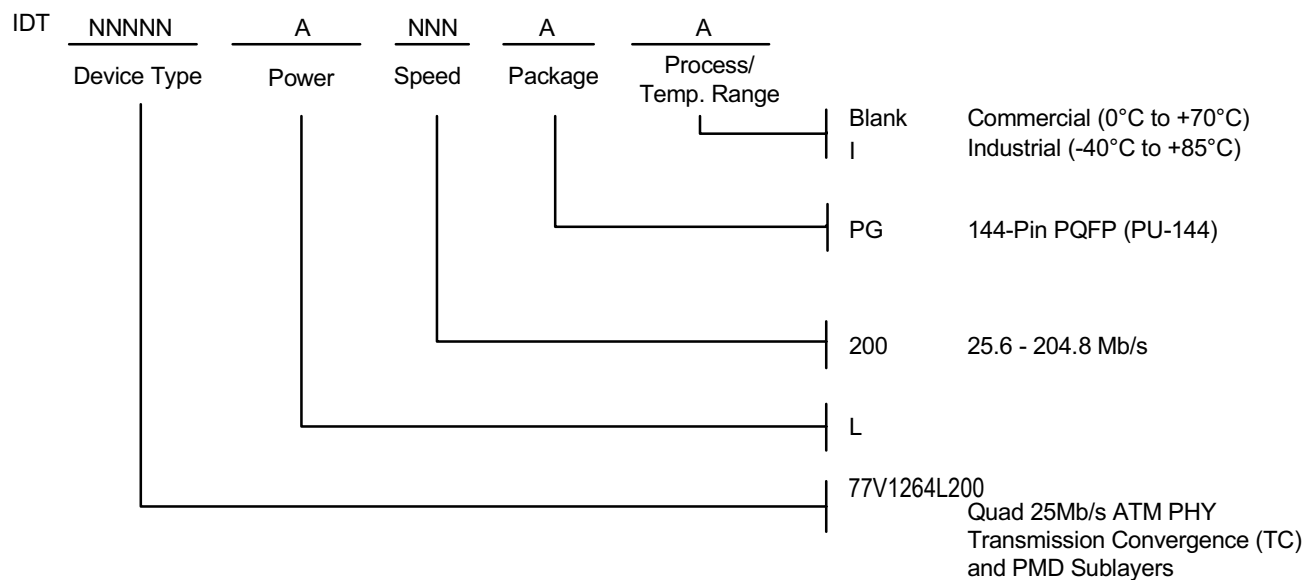 IDT NNNNN A NNN A A
Device Type Power Speed Package Process/
Temp. Range
Blank Commercial (0°C to +70°C)
I Industrial (-40°C to +85°C)
PG 144-Pin PQFP (PU-144)
200 25.6 - 204.8 Mb/s
L
77V1264L200
Quad 25Mb/s ATM PHY
Transmission Convergence (TC)
and PMD Sublayers